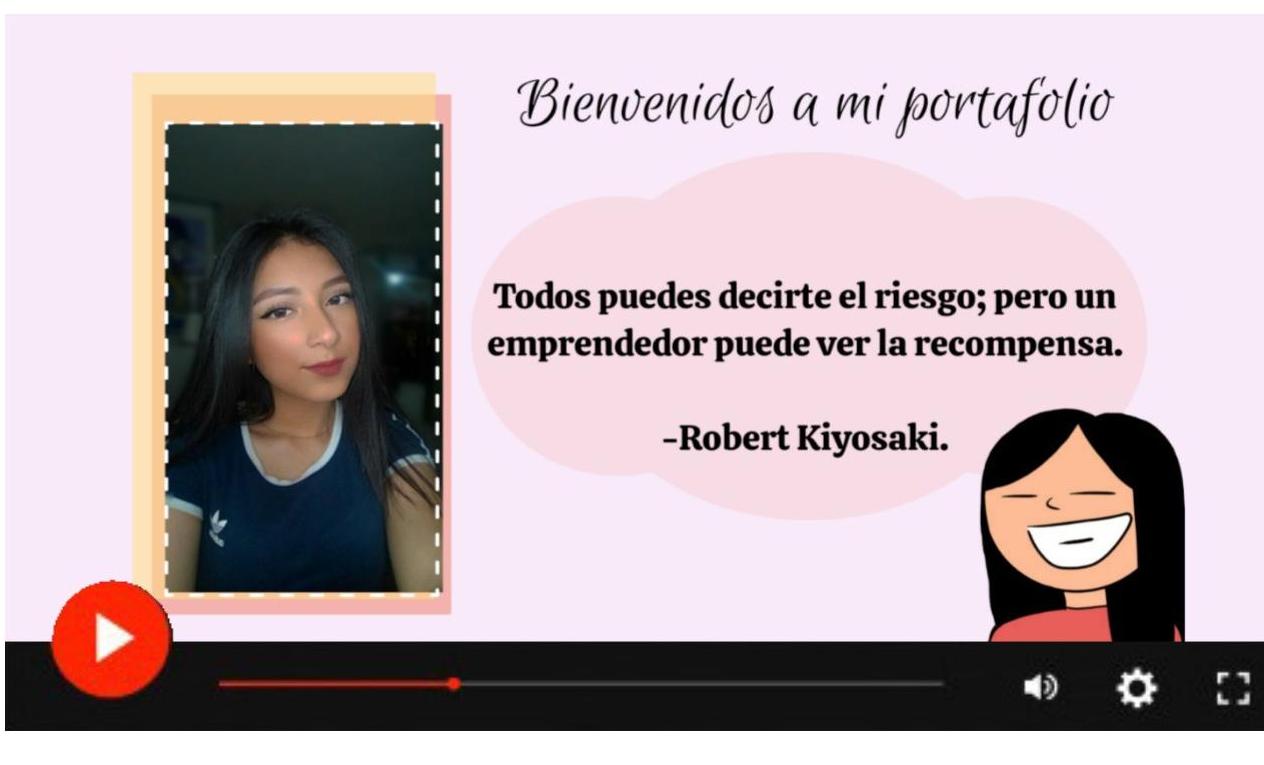 Bienvenidos a mi portafolio
Todos puedes decirte el riesgo; pero un
emprendedor puede ver la recompensa.
-Robert Kiyosaki.